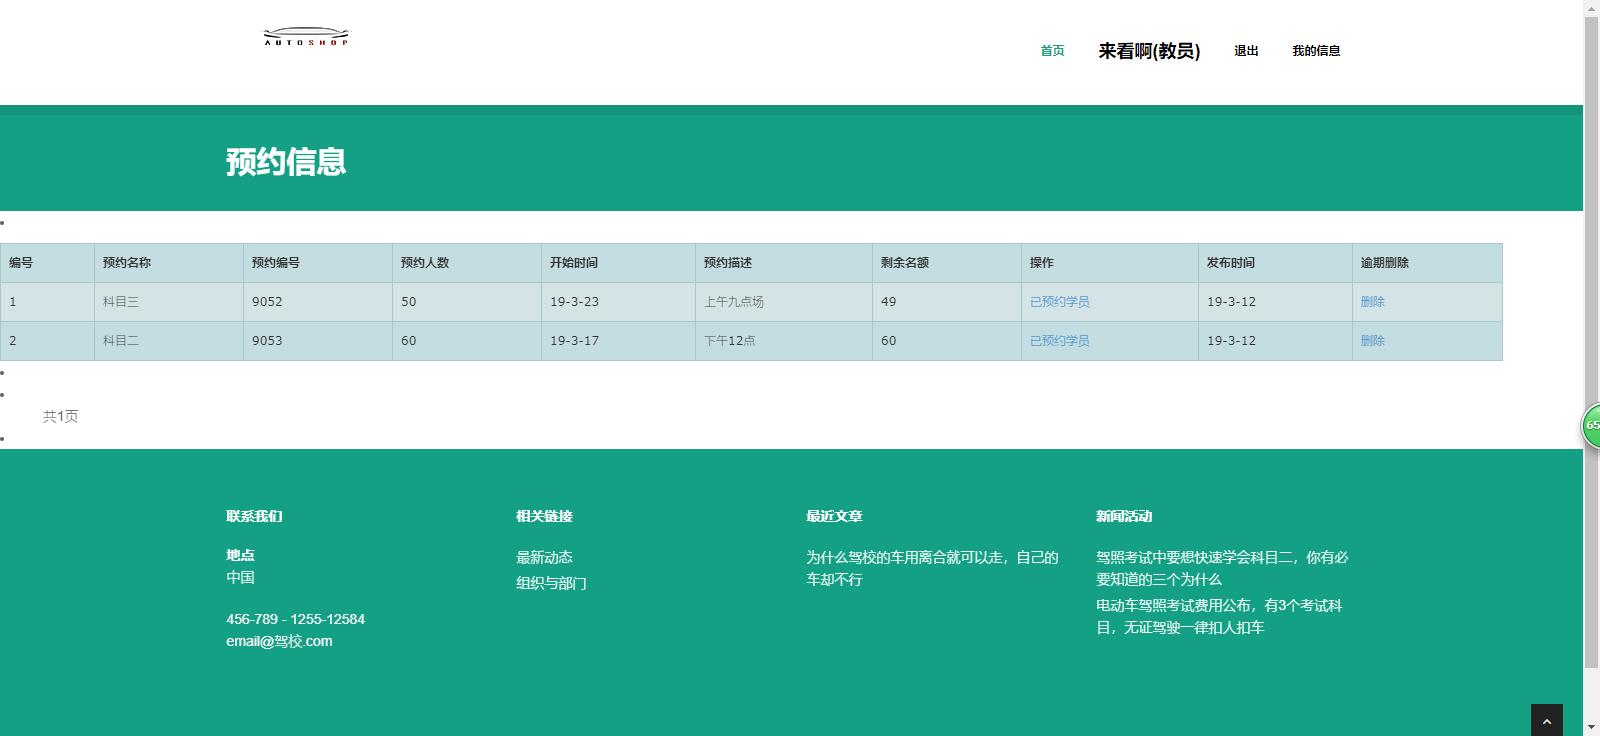 AUTOSHOP
首页 来看啊(教员) 退出 我的信息
预约信息
编号 预约名称 预约编号 预约人数 开始时间 预约描述 剩余名额 操作 发布时间 逾期删除
1 科目三 9052 50 19-3-23 上午九点场 49 已预约学员 19-3-12 删除
2 科目二 9053 60 19-3-17 下午12点 60 已预约学员 19-3-12 删除
共1页
65
联系我们
地点
中国
456-789 - 1255-12584
email@驾校.com
相关链接
最新动态
组织与部门
最近文章
为什么驾校的车用离合就可以走，自己的
车却不行
新闻活动
驾照考试中要想快速学会科目二，你有必
要知道的三个为什么
电动车驾照考试费用公布，有3个考试科
目，无证驾驶一律扣人扣车